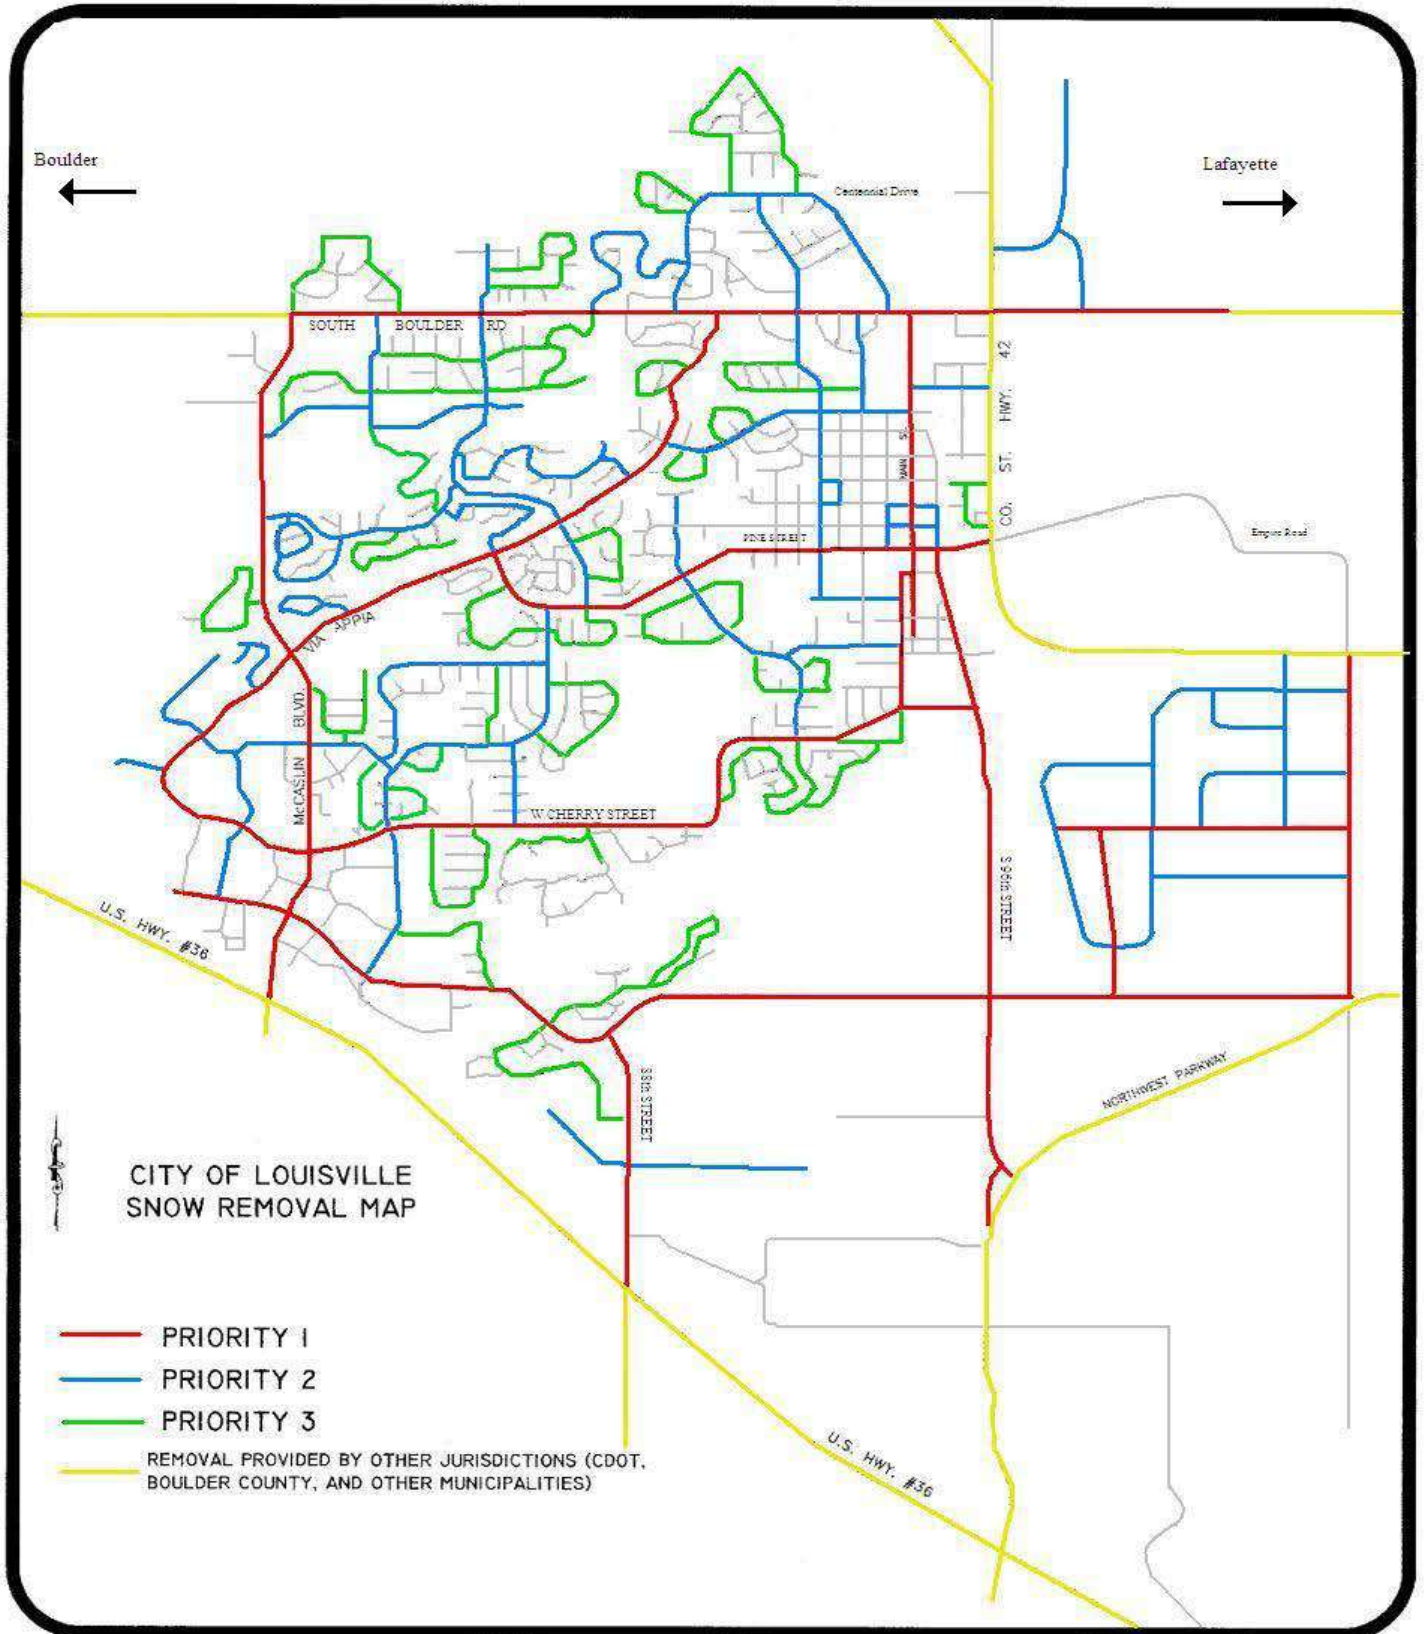 Boulder
Lafayette
Centennial Drive
SOUTH BOULDER RD
CO. ST. HWY. 42
MAIN St.
PINE STREET
Empire Road
VIA APPIA
McCASLIN BLVD.
W CHERRY STREET
S 96th STREET
U.S. HWY. #36
NORTHWEST PARKWAY
88th STREET
CITY OF LOUISVILLE
SNOW REMOVAL MAP
PRIORITY 1
PRIORITY 2
PRIORITY 3
REMOVAL PROVIDED BY OTHER JURISDICTIONS (CDOT,
BOULDER COUNTY, AND OTHER MUNICIPALITIES)
U.S. HWY. #36